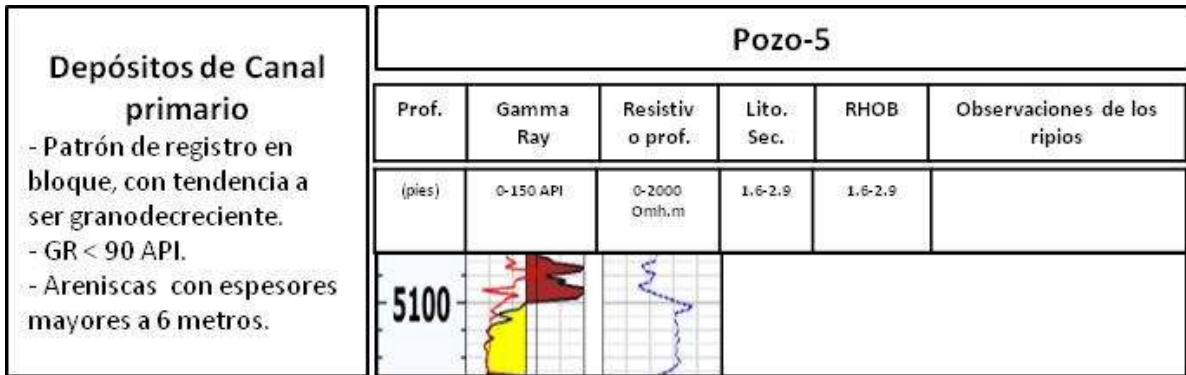 Depósitos de Canal
primario
- Patrón de registro en
bloque, con tendencia a
ser granodecreciente.
- GR < 90 API.
- Areniscas con espesores
mayores a 6 metros.
Pozo-5
Prof.
Gamma
Ray
Resistiv
o prof.
Lito.
Sec.
RHOB
Observaciones de los
ripios
(pies)
0-150 API
0-2000
Omh.m
1.6-2.9
1.6-2.9
5100